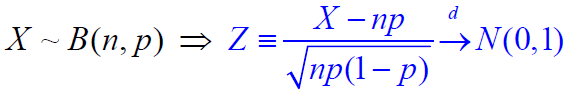 X ~ B(n, p) ⇒ Z ≡ (X − np) / √(np(1 − p)) →ᵈ N(0,1)